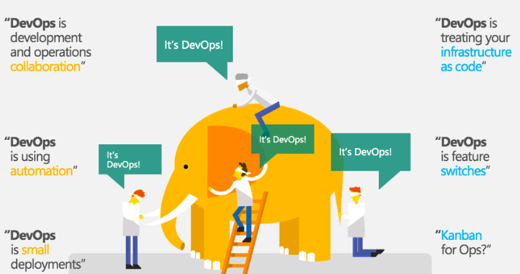 “DevOps is
development
and operations
collaboration”
It’s DevOps!
“DevOps is
treating your
infrastructure
as code”
“DevOps
is using
automation”
It’s
DevOps!
It’s DevOps!
It’s DevOps!
“DevOps
is feature
switches”
“DevOps
is small
deployments”
“Kanban
for Ops?”